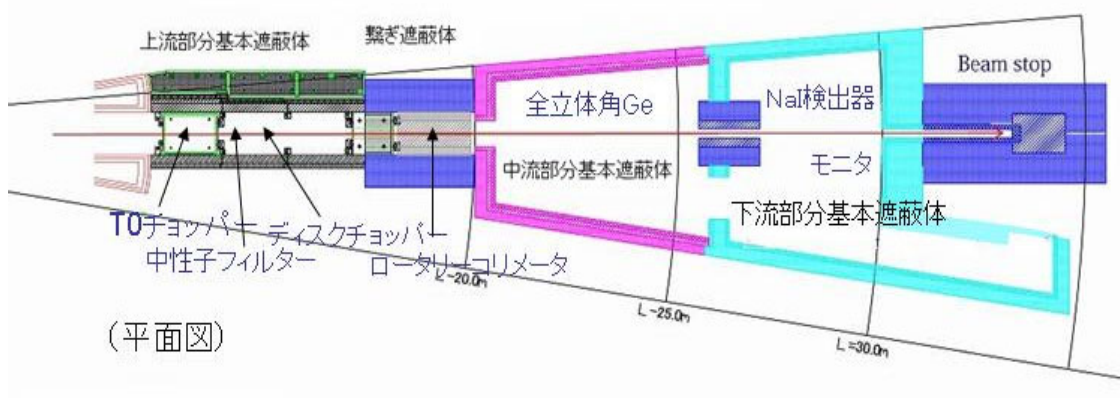 上流部分基本遮蔽体
繋ぎ遮蔽体
Beam stop
全立体角Ge
NaI検出器
中流部分基本遮蔽体
モニタ
下流部分基本遮蔽体
T0チョッパー
ディスクチョッパー
中性子フィルター
ロータリーコリメータ
L-20.0m
L-25.0m
L=30.0m
(平面図)